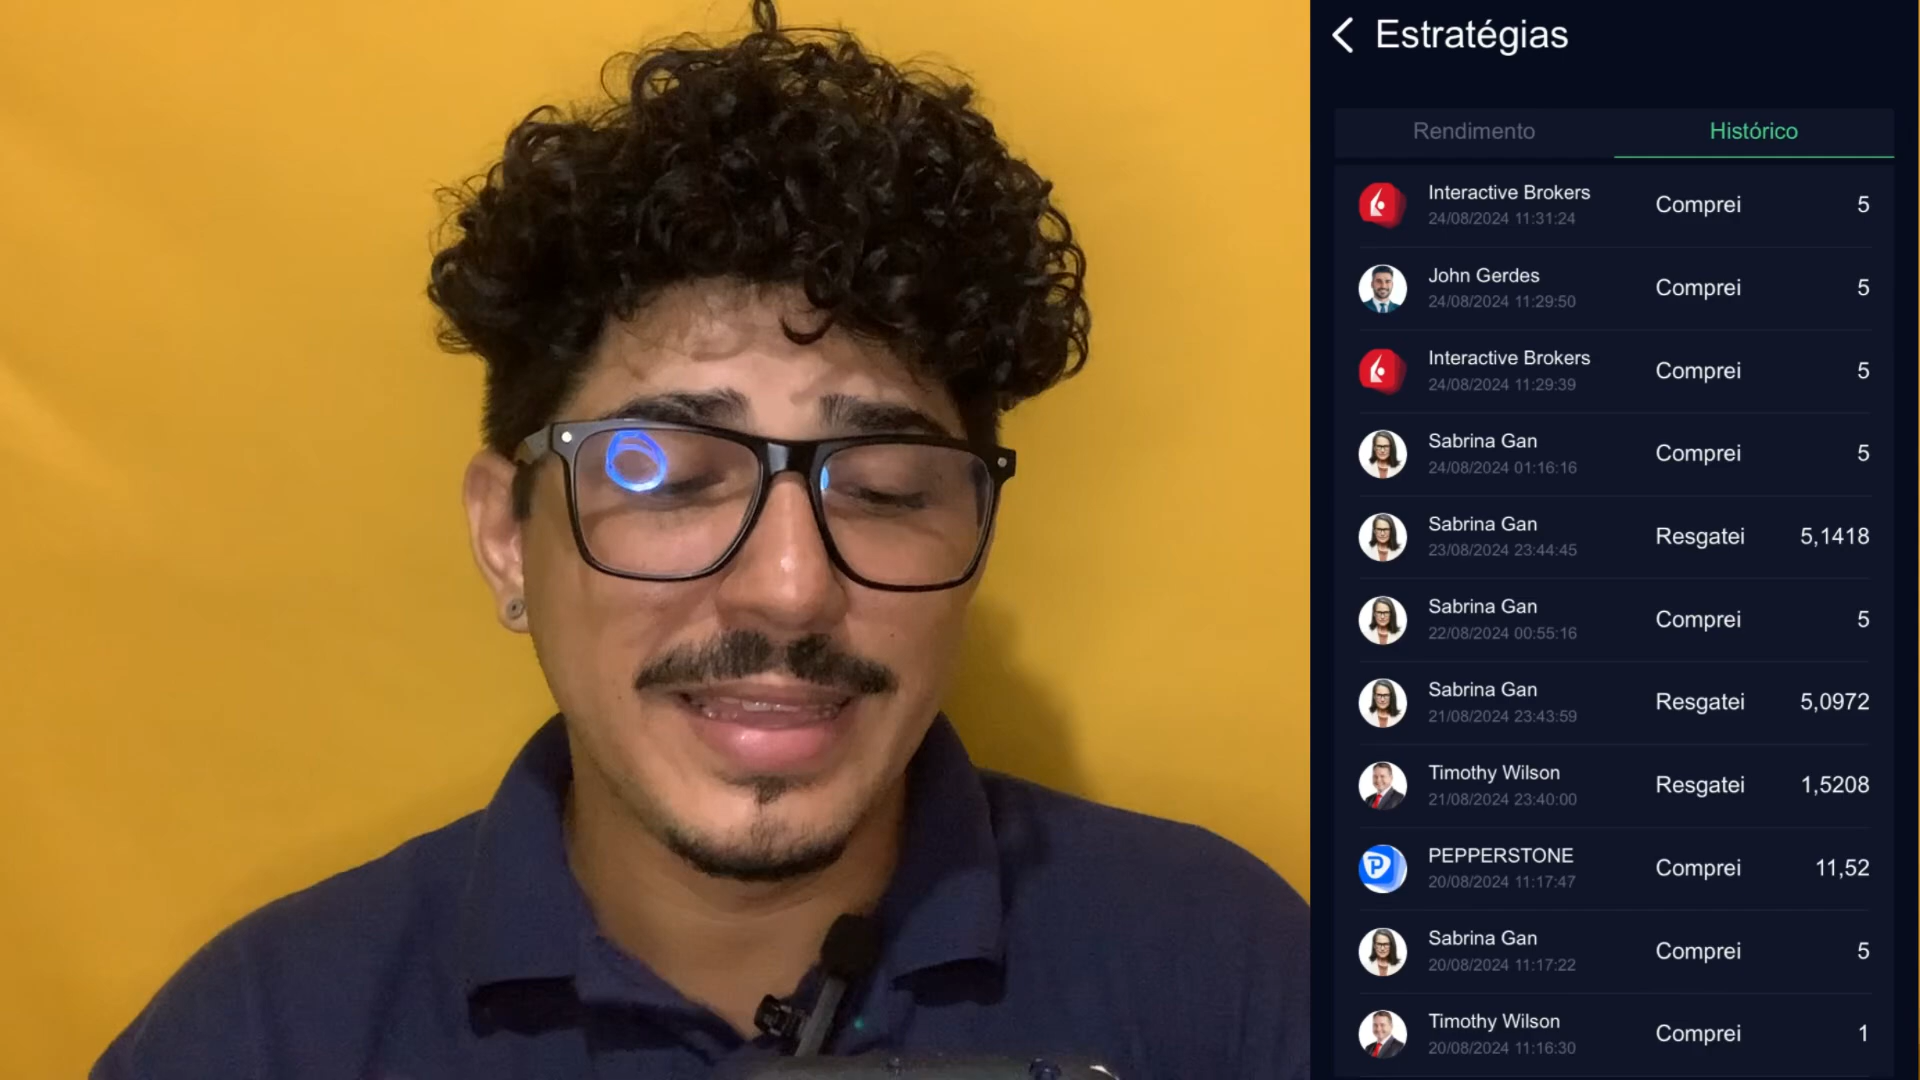 Estratégias
Rendimento Histórico
Interactive Brokers
24/08/2024 11:31:24
Comprei 5
John Gerdes
24/08/2024 11:29:50
Comprei 5
Interactive Brokers
24/08/2024 11:29:39
Comprei 5
Sabrina Gan
24/08/2024 01:16:16
Comprei 5
Sabrina Gan
23/08/2024 23:44:45
Resgatei 5,1418
Sabrina Gan
22/08/2024 00:55:16
Comprei 5
Sabrina Gan
21/08/2024 23:43:59
Resgatei 5,0972
Timothy Wilson
21/08/2024 23:40:00
Resgatei 1,5208
P
PEPPERSTONE
20/08/2024 11:17:47
Comprei 11,52
Sabrina Gan
20/08/2024 11:17:22
Comprei 5
Timothy Wilson
20/08/2024 11:16:30
Comprei 1